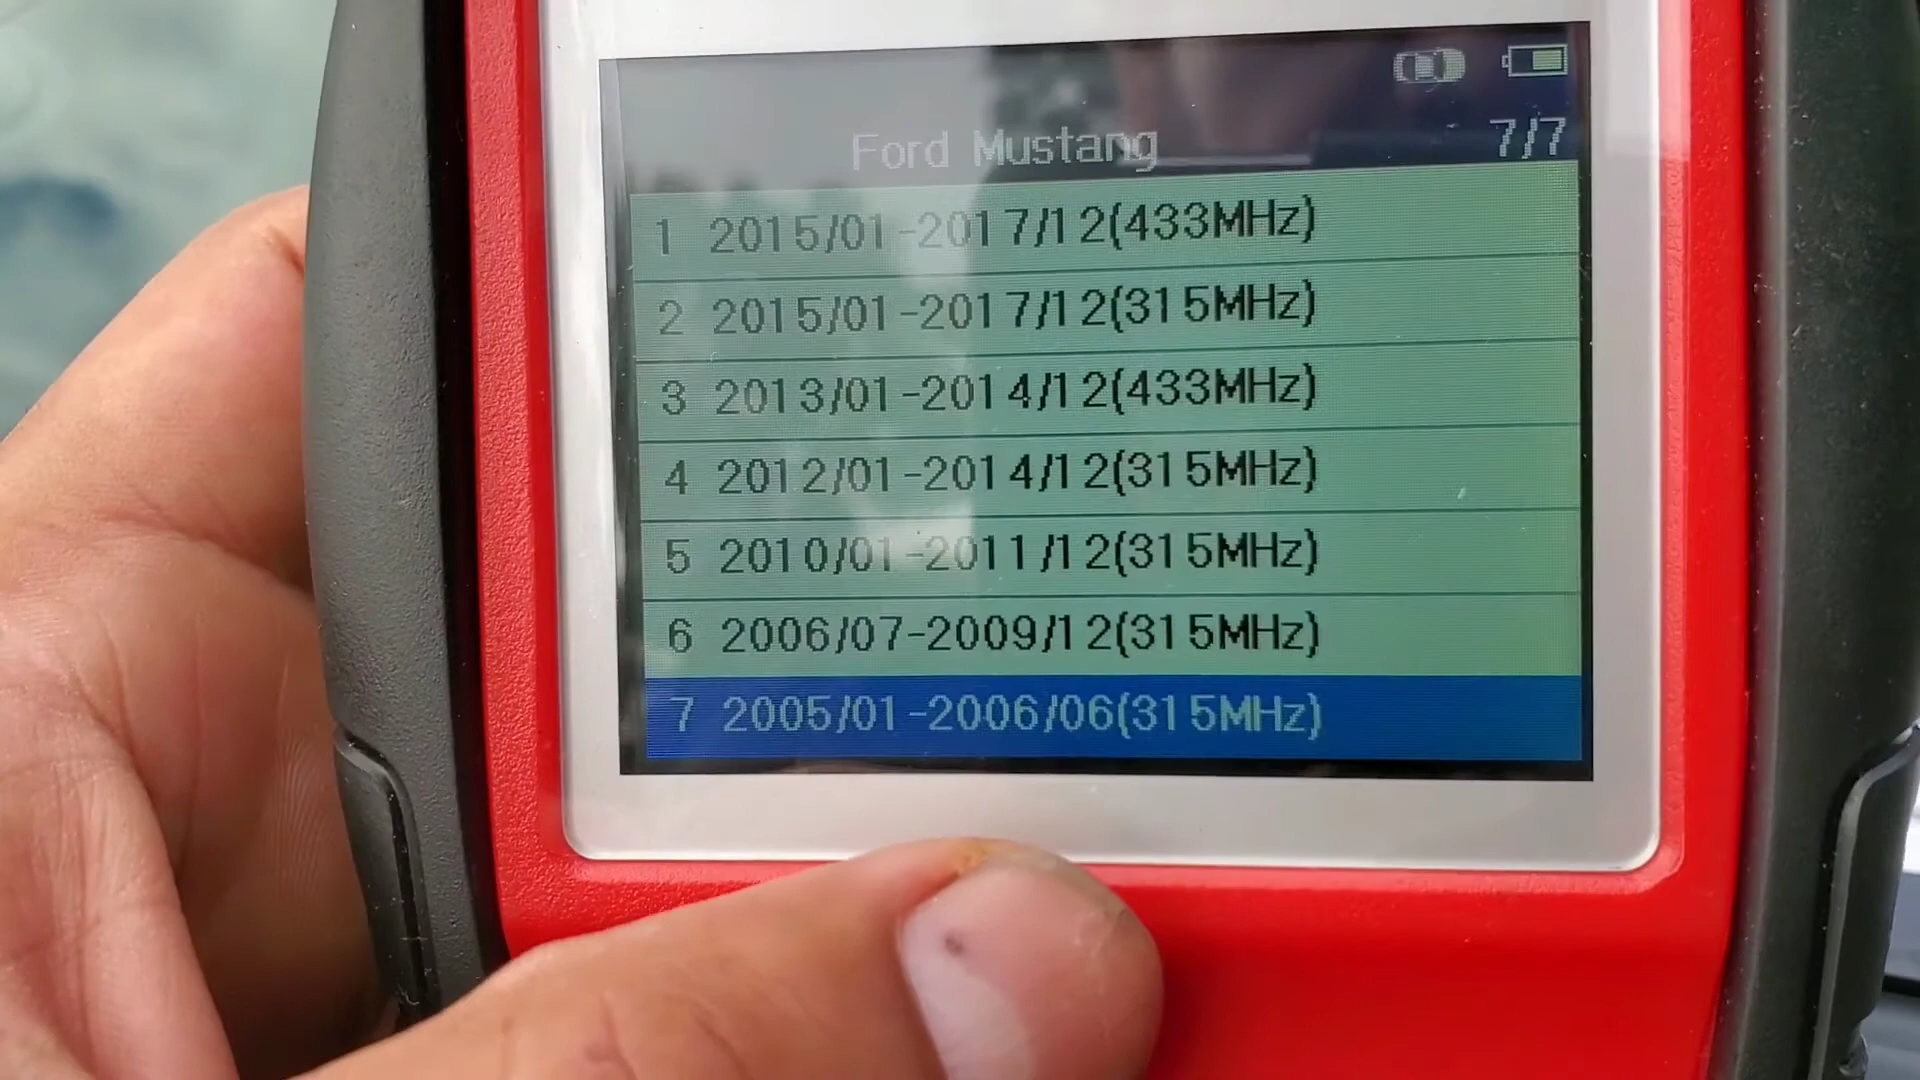 Ford Mustang 7/7
1 2015/01-2017/12(433MHz)
2 2015/01-2017/12(315MHz)
3 2013/01-2014/12(433MHz)
4 2012/01-2014/12(315MHz)
5 2010/01-2011/12(315MHz)
6 2006/07-2009/12(315MHz)
7 2005/01-2006/06(315MHz)